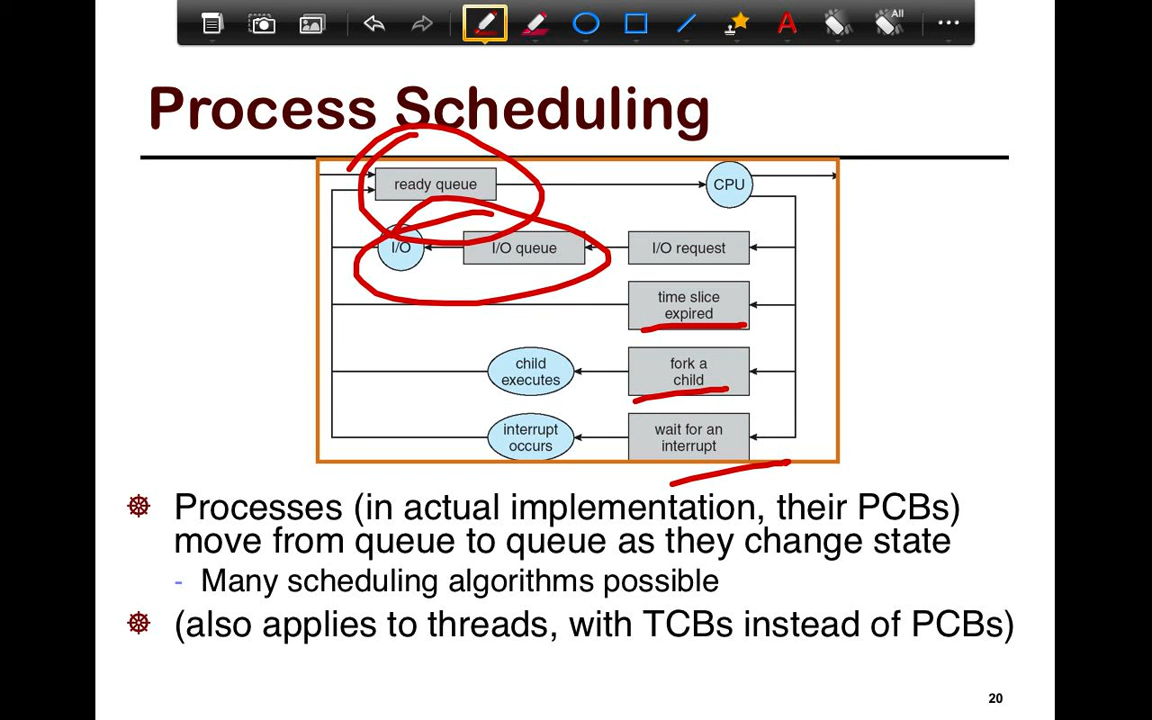 All
A
Process Scheduling
ready queue
CPU
I/O
I/O queue
I/O request
time slice
expired
child
executes
fork a
child
interrupt
occurs
wait for an
interrupt
Processes (in actual implementation, their PCBs)
move from queue to queue as they change state
- Many scheduling algorithms possible
(also applies to threads, with TCBs instead of PCBs)
20